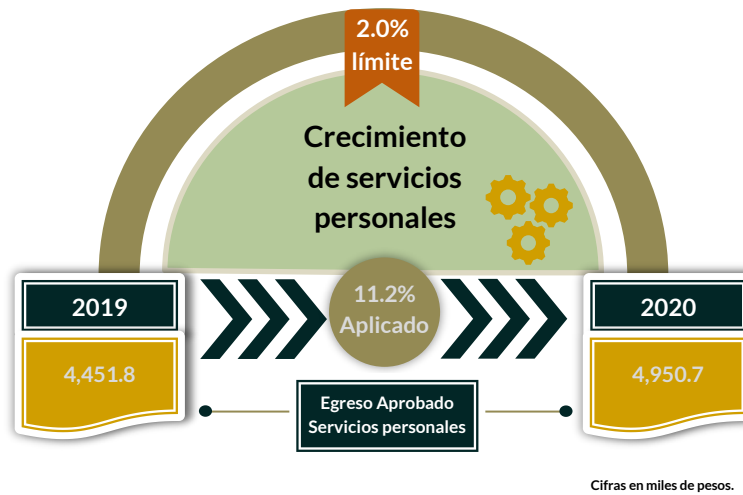 2.0%
límite
Crecimiento
de servicios
personales
2019
11.2%
Aplicado
2020
4,451.8
4,950.7
Egreso Aprobado
Servicios personales
Cifras en miles de pesos.